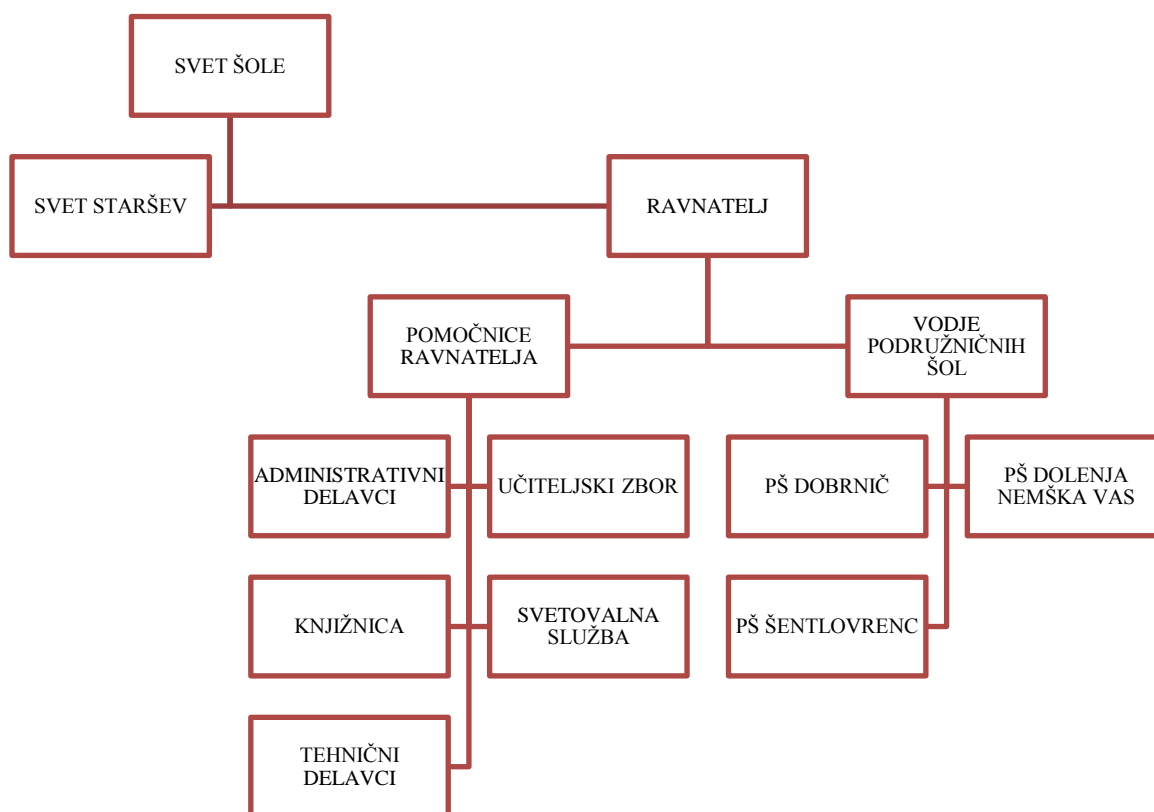 SVET ŠOLE
SVET STARŠEV
RAVNATELJ
POMOČNICE
RAVNATELJA
VODJE
PODRUŽNIČNIH
ŠOL
ADMINISTRATIVNI
DELAVCI
UČITELJSKI ZBOR
PŠ DOBRNIČ
PŠ DOLENJA
NEMŠKA VAS
KNJIŽNICA
SVETOVALNA
SLUŽBA
PŠ ŠENTLOVRENC
TEHNIČNI
DELAVCI